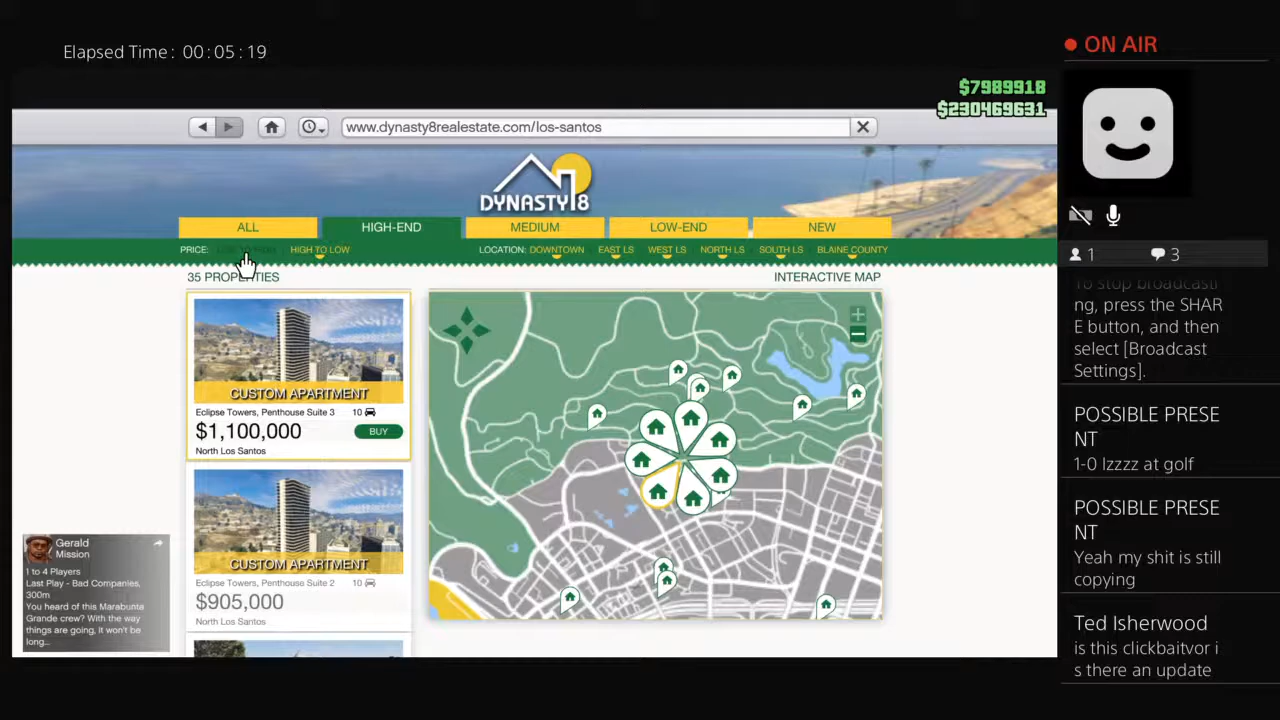 Elapsed Time: 00:05:19
ON AIR
$7989918
$230469631
www.dynasty8realestate.com/los-santos
DYNASTY8
ALL
HIGH-END
MEDIUM
LOW-END
NEW
PRICE:
HIGH TO LOW
LOCATION: DOWNTOWN EAST LS WEST LS NORTH LS SOUTH LS BLAINE COUNTY
35 PROPERTIES
INTERACTIVE MAP
CUSTOM APARTMENT
Eclipse Towers, Penthouse Suite 3 10
$1,100,000
BUY
North Los Santos
CUSTOM APARTMENT
Eclipse Towers, Penthouse Suite 2 10
$905,000
North Los Santos
Gerald
Mission
1 to 4 Players
Last Play - Bad Companies,
300m
You heard of this Marabunta
Grande crew? With the way
things are going, it won't be
long...
1
3
To stop broadcasti
ng, press the SHAR
E button, and then
select [Broadcast
Settings].
POSSIBLE PRESE
NT
1-0 lzzzz at golf
POSSIBLE PRESE
NT
Yeah my shit is still
copying
Ted Isherwood
is this clickbaitvor i
s there an update